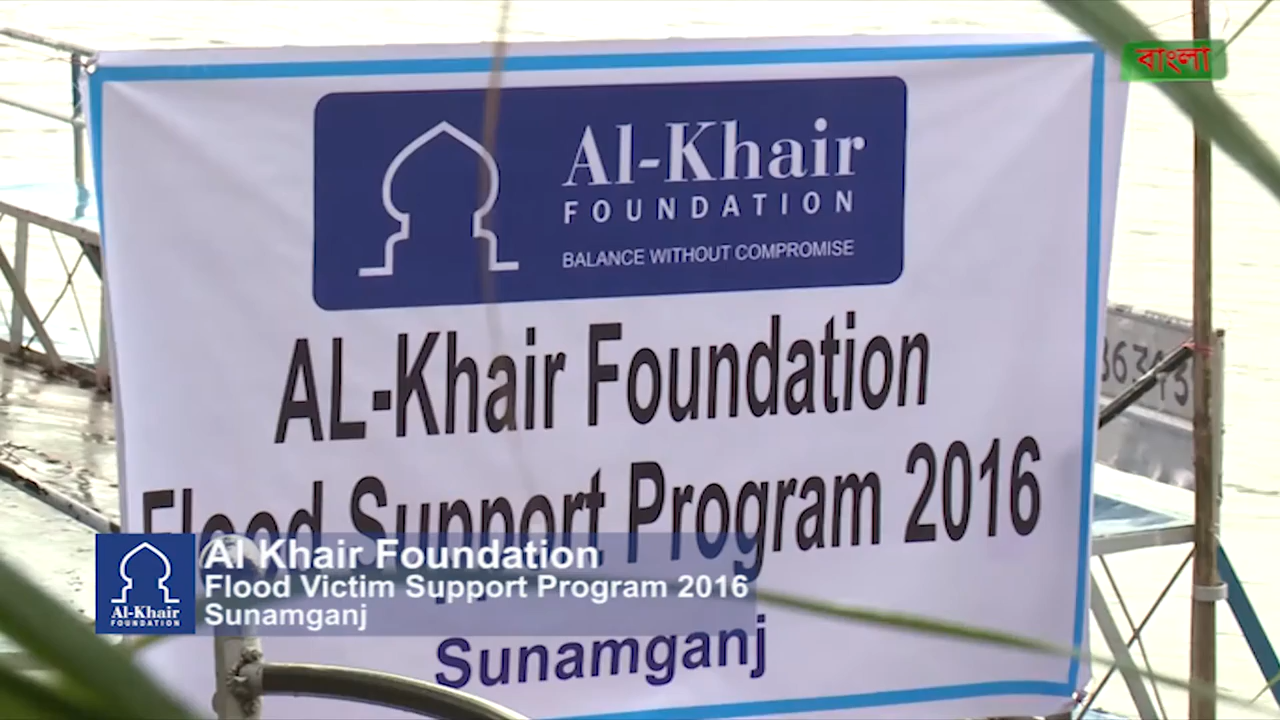 বাংলা
Al-Khair
FOUNDATION
BALANCE WITHOUT COMPROMISE
AL-Khair Foundation
Flood Support Program 2016
Sunamganj
Al Khair Foundation
Flood Victim Support Program 2016
Sunamganj
Al-Khair
FOUNDATION